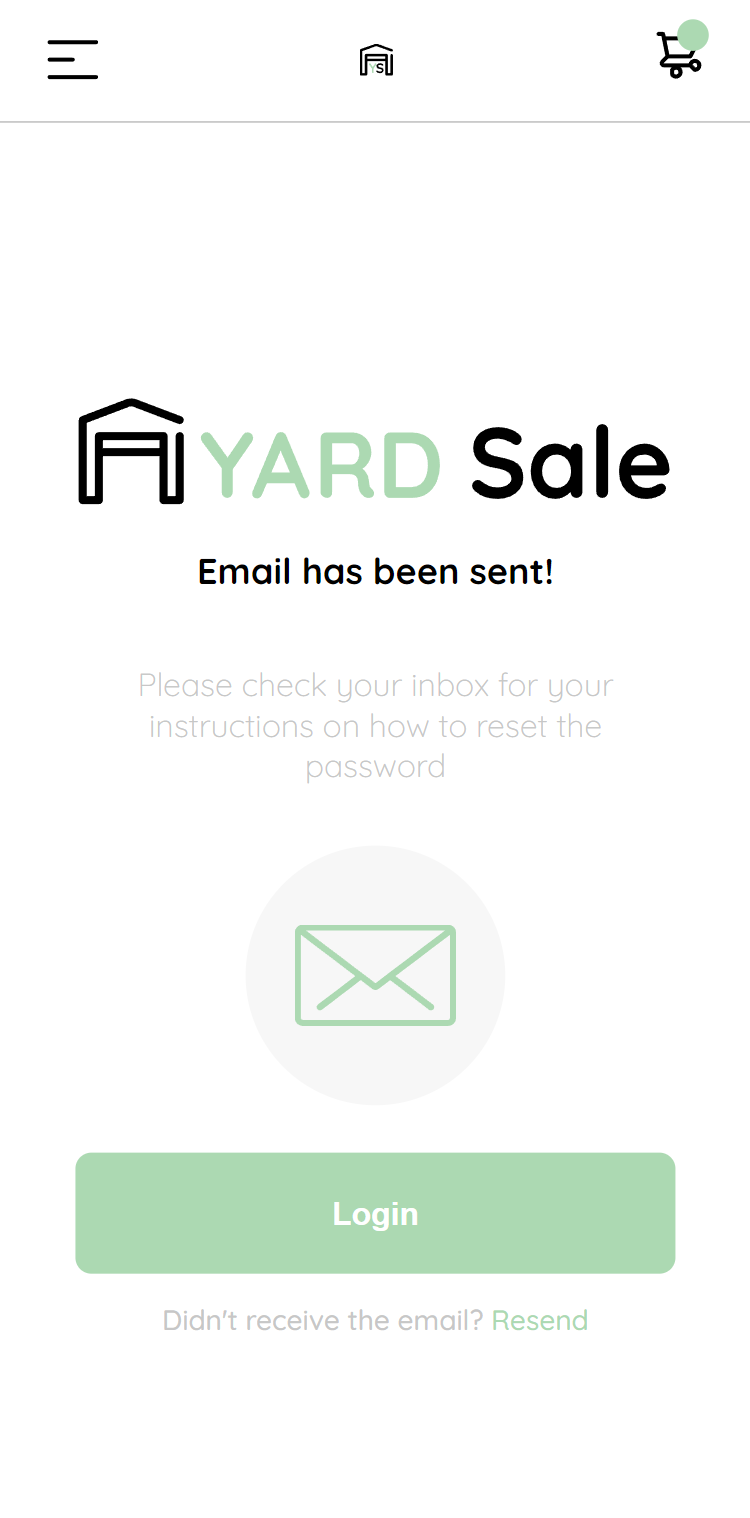 YS
YARD Sale
Email has been sent!
Please check your inbox for your
instructions on how to reset the
password
Login
Didn't receive the email? Resend